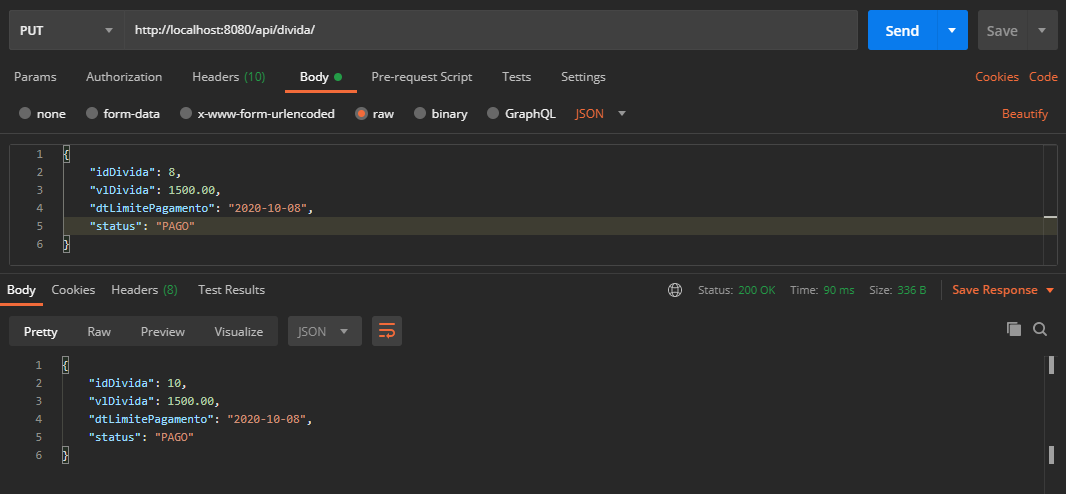 PUT http://localhost:8080/api/divida/ Send Save
Params Authorization Headers (10) Body Pre-request Script Tests Settings Cookies Code
none form-data x-www-form-urlencoded raw binary GraphQL JSON Beautify
1 {
2 "idDivida": 8,
3 "vlDivida": 1500.00,
4 "dtLimitePagamento": "2020-10-08",
5 "status": "PAGO"
6 }
Body Cookies Headers (8) Test Results Status: 200 OK Time: 90 ms Size: 336 B Save Response
Pretty Raw Preview Visualize JSON
1 {
2 "idDivida": 10,
3 "vlDivida": 1500.00,
4 "dtLimitePagamento": "2020-10-08",
5 "status": "PAGO"
6 }